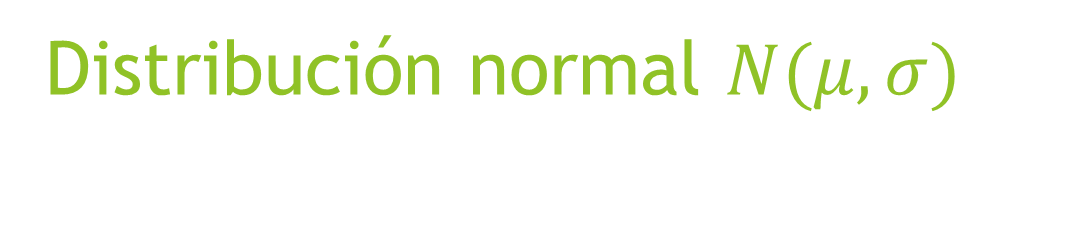 Distribución normal 𝑁(𝜇, 𝜎)